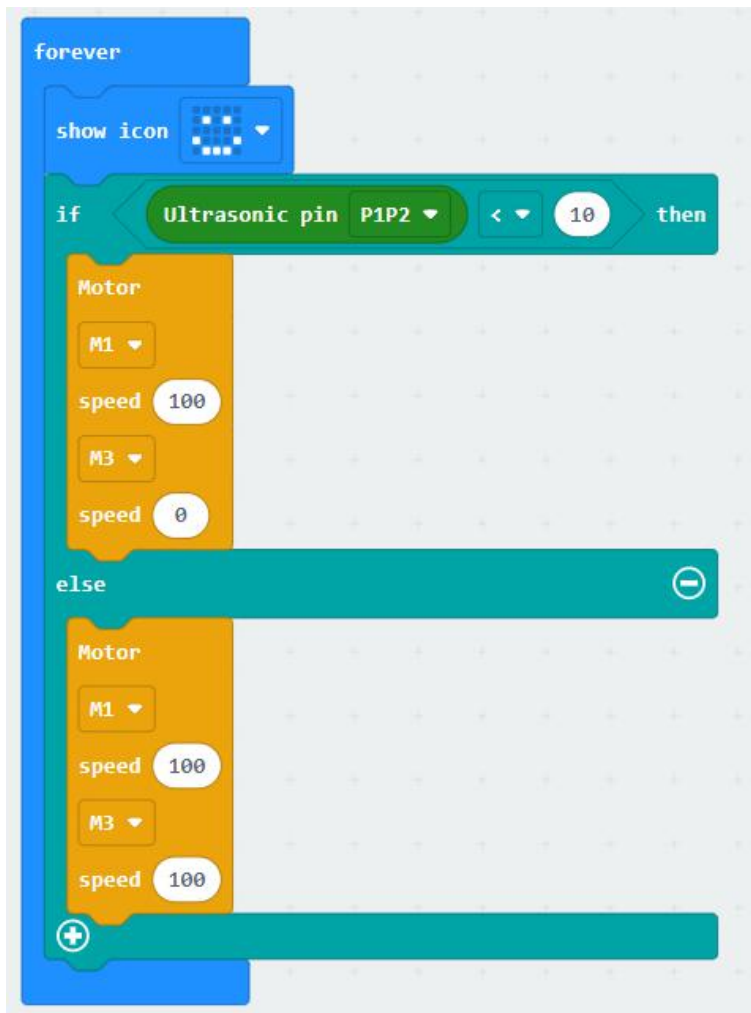 forever
show icon
if Ultrasonic pin P1P2 < 10 then
Motor
M1
speed 100
M3
speed 0
else
Motor
M1
speed 100
M3
speed 100